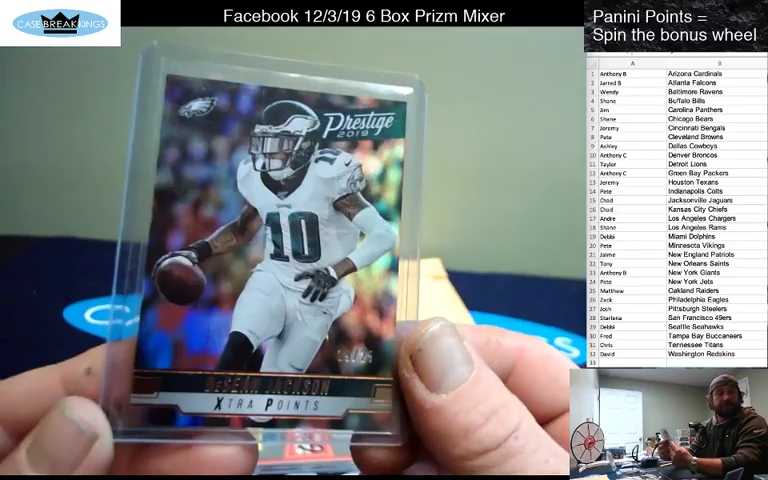 Facebook 12/3/19 6 Box Prizm Mixer
Panini Points =
Spin the bonus wheel
CASE BREAK KINGS
Prestige
2019
10
10
DESEAN JACKSON
XTRA POINTS
A B
1 Anthony B Arizona Cardinals
2 Jarred B Atlanta Falcons
3 Wendy Baltimore Ravens
4 Shane Buffalo Bills
5 Jim Carolina Panthers
6 Shane Chicago Bears
7 Jeremy Cincinnati Bengals
8 Pete Cleveland Browns
9 Ashley Dallas Cowboys
10 Anthony C Denver Broncos
11 Taylor Detroit Lions
12 Anthony C Green Bay Packers
13 Jeremy Houston Texans
14 Pete Indianapolis Colts
15 Chad Jacksonville Jaguars
16 Chad Kansas City Chiefs
17 Andre Los Angeles Chargers
18 Shane Los Angeles Rams
19 Debbi Miami Dolphins
20 Pete Minnesota Vikings
21 Jaime New England Patriots
22 Tony New Orleans Saints
23 Anthony B New York Giants
24 Pete New York Jets
25 Matthew Oakland Raiders
26 Zack Philadelphia Eagles
27 Josh Pittsburgh Steelers
28 Starlena San Francisco 49ers
29 Debbi Seattle Seahawks
30 Fred Tampa Bay Buccaneers
31 Chris Tennessee Titans
32 David Washington Redskins
33